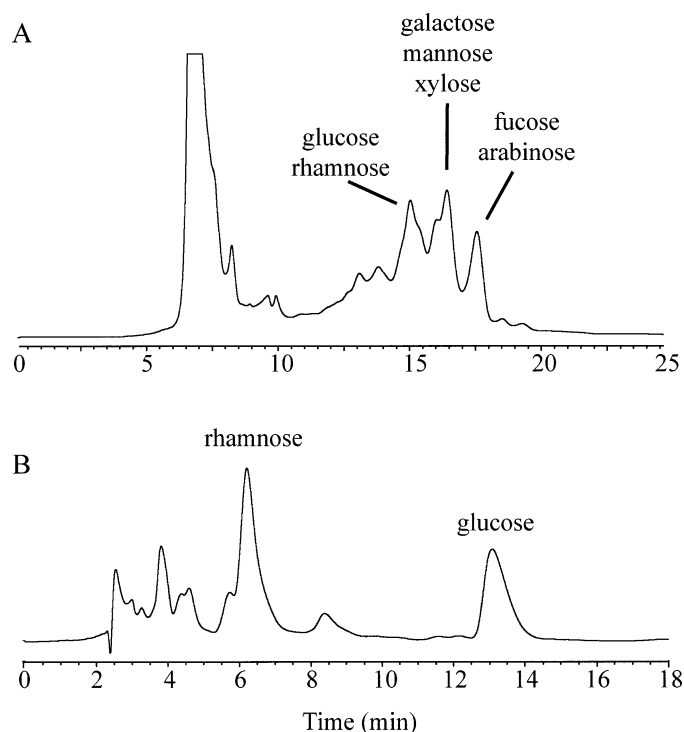 A
galactose
mannose
xylose
glucose
rhamnose
fucose
arabinose
0 5 10 15 20 25
B
rhamnose
glucose
0 2 4 6 8 10 12 14 16 18
Time (min)